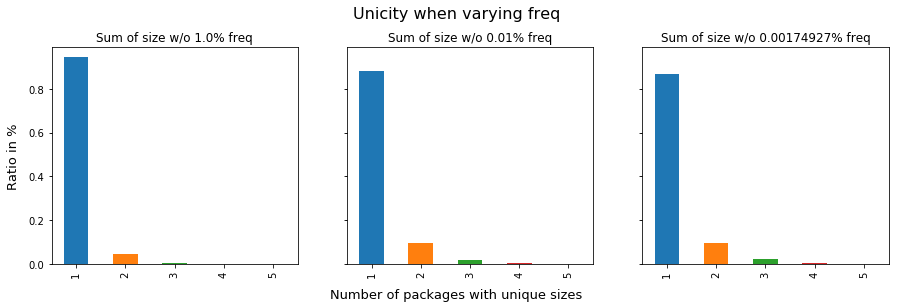 Unicity when varying freq
Sum of size w/o 1.0% freq
Sum of size w/o 0.01% freq
Sum of size w/o 0.00174927% freq
Ratio in %
0.8
0.6
0.4
0.2
0.0
1 2 3 4 5
1 2 3 4 5
1 2 3 4 5
Number of packages with unique sizes